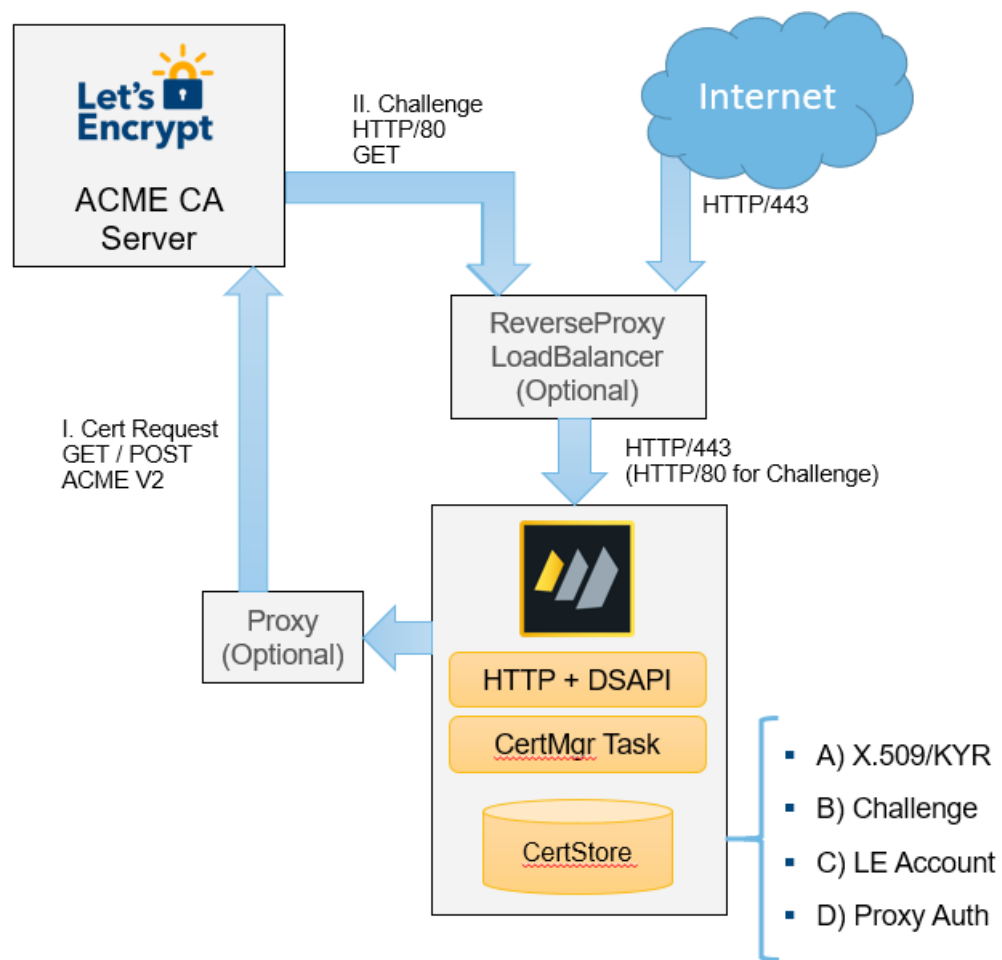 Let's
Encrypt
ACME CA
Server
II. Challenge
HTTP/80
GET
Internet
HTTP/443
ReverseProxy
LoadBalancer
(Optional)
I. Cert Request
GET / POST
ACME V2
HTTP/443
(HTTP/80 for Challenge)
Proxy
(Optional)
HTTP + DSAPI
CertMgr Task
CertStore
▪ A) X.509/KYR
▪ B) Challenge
▪ C) LE Account
▪ D) Proxy Auth